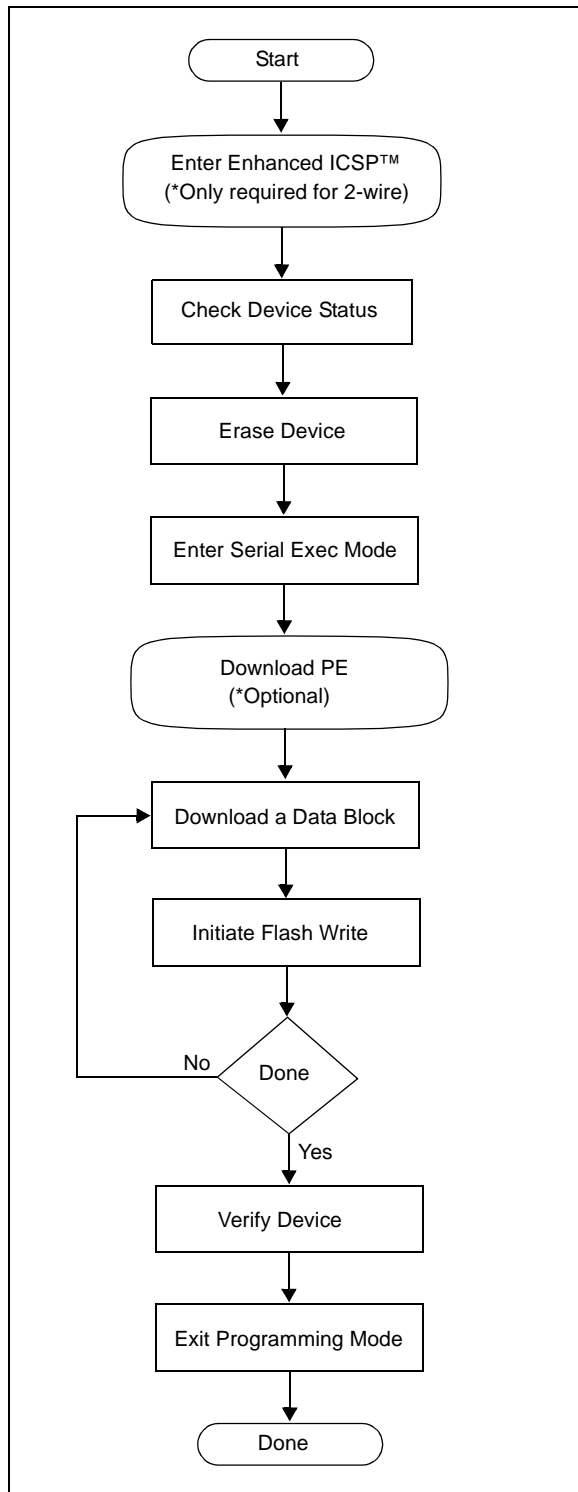 Start
Enter Enhanced ICSP™
(*Only required for 2-wire)
Check Device Status
Erase Device
Enter Serial Exec Mode
Download PE
(*Optional)
Download a Data Block
Initiate Flash Write
No
Done
Yes
Verify Device
Exit Programming Mode
Done